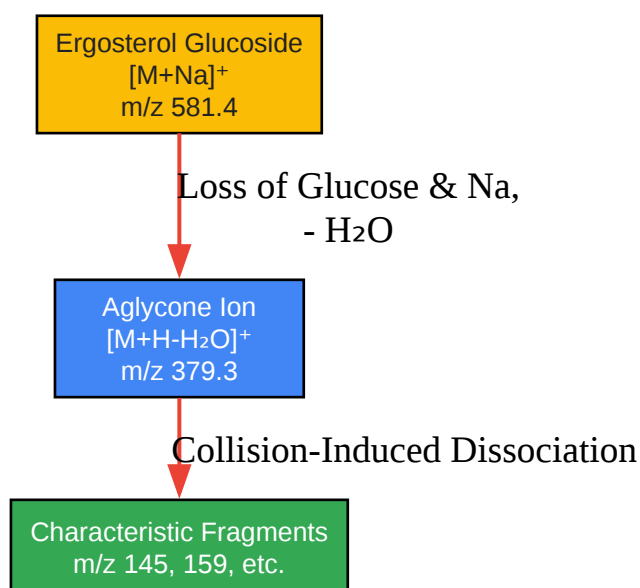 Ergosterol Glucoside
[M+Na]⁺
m/z 581.4
Loss of Glucose & Na,
- H₂O
Aglycone Ion
[M+H-H₂O]⁺
m/z 379.3
Collision-Induced Dissociation
Characteristic Fragments
m/z 145, 159, etc.